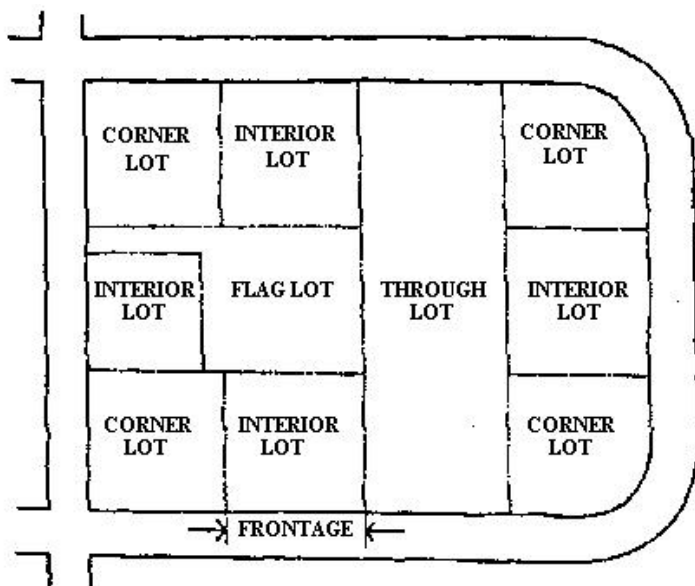 CORNER
LOT
INTERIOR
LOT
CORNER
LOT
INTERIOR
LOT
FLAG LOT
THROUGH
LOT
INTERIOR
LOT
CORNER
LOT
INTERIOR
LOT
CORNER
LOT
FRONTAGE